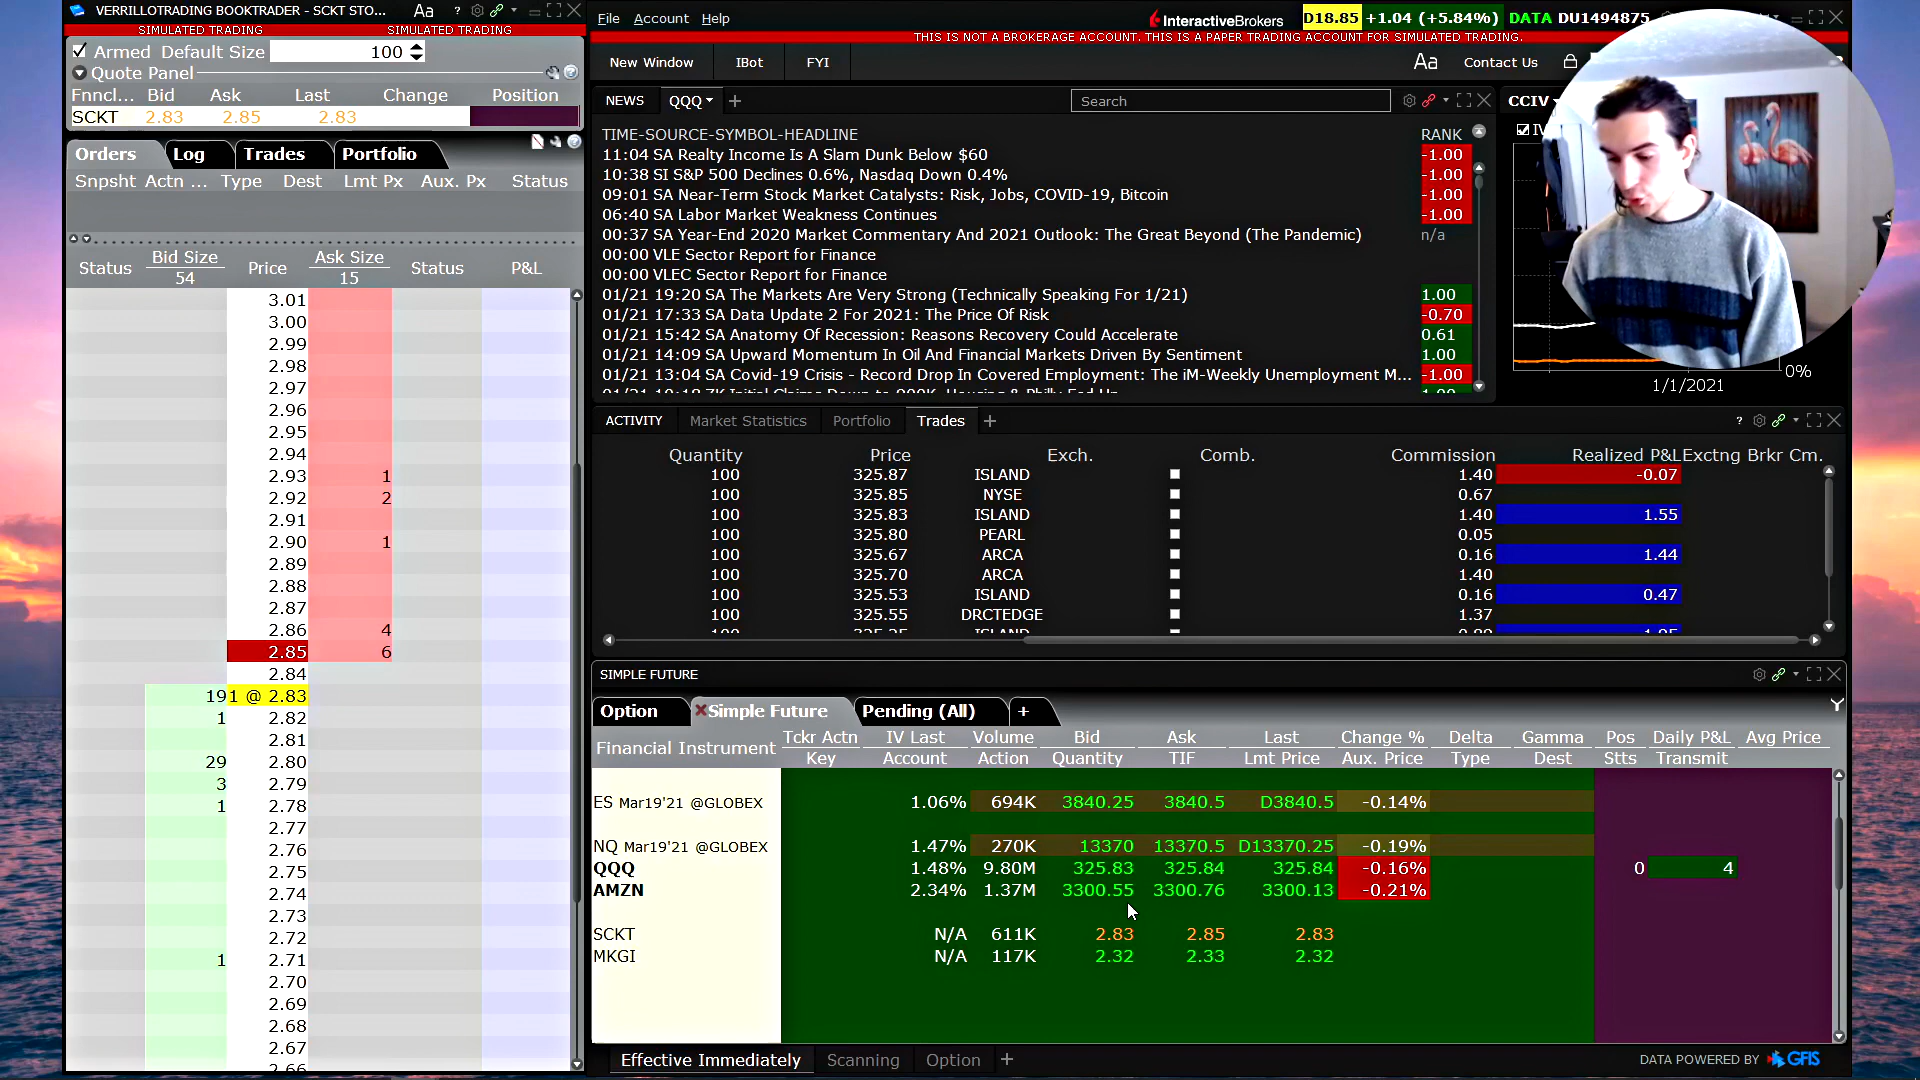 VERRILLOTRADING BOOKTRADER - SCKT STO... Aa ?
SIMULATED TRADING SIMULATED TRADING
Armed Default Size 100
Quote Panel
Fnncl... Bid Ask Last Change Position
SCKT 2.83 2.85 2.83
Orders Log Trades Portfolio
Snpsht Actn ... Type Dest Lmt Px Aux. Px Status
Status Bid Size Price Ask Size Status P&L
54 15
3.01
3.00
2.99
2.98
2.97
2.96
2.95
2.94
2.93 1
2.92 2
2.91
2.90 1
2.89
2.88
2.87
2.86 4
2.85 6
2.84
191 @ 2.83
1 2.82
2.81
29 2.80
3 2.79
1 2.78
2.77
2.76
2.75
2.74
2.73
2.72
1 2.71
2.70
2.69
2.68
2.67
2.66
File Account Help InteractiveBrokers D18.85 +1.04 (+5.84%) DATA DU1494875
THIS IS NOT A BROKERAGE ACCOUNT. THIS IS A PAPER TRADING ACCOUNT FOR SIMULATED TRADING.
New Window IBot FYI Aa Contact Us
NEWS QQQ + Search
TIME-SOURCE-SYMBOL-HEADLINE RANK
11:04 SA Realty Income Is A Slam Dunk Below $60 -1.00
10:38 SI S&P 500 Declines 0.6%, Nasdaq Down 0.4% -1.00
09:01 SA Near-Term Stock Market Catalysts: Risk, Jobs, COVID-19, Bitcoin -1.00
06:40 SA Labor Market Weakness Continues -1.00
00:37 SA Year-End 2020 Market Commentary And 2021 Outlook: The Great Beyond (The Pandemic) n/a
00:00 VLE Sector Report for Finance
00:00 VLEC Sector Report for Finance
01/21 19:20 SA The Markets Are Very Strong (Technically Speaking For 1/21) 1.00
01/21 17:33 SA Data Update 2 For 2021: The Price Of Risk -0.70
01/21 15:42 SA Anatomy Of Recession: Reasons Recovery Could Accelerate 0.61
01/21 14:09 SA Upward Momentum In Oil And Financial Markets Driven By Sentiment 1.00
01/21 13:04 SA Covid-19 Crisis - Record Drop In Covered Employment: The iM-Weekly Unemployment M... -1.00
CCIV
1/1/2021 0%
ACTIVITY Market Statistics Portfolio Trades + ?
Quantity Price Exch. Comb. Commission Realized P&L Exctng Brkr Cm.
100 325.87 ISLAND 1.40 -0.07
100 325.85 NYSE 0.67
100 325.83 ISLAND 1.40 1.55
100 325.80 PEARL 0.05
100 325.67 ARCA 0.16 1.44
100 325.70 ARCA 1.40
100 325.53 ISLAND 0.16 0.47
100 325.55 DRCTEDGE 1.37
SIMPLE FUTURE
Option Simple Future Pending (All) +
Financial Instrument Tckr Actn IV Last Volume Bid Ask Last Change % Delta Gamma Pos Daily P&L Avg Price
Key Account Action Quantity TIF Lmt Price Aux. Price Type Dest Stts Transmit
ES Mar19'21 @GLOBEX 1.06% 694K 3840.25 3840.5 D3840.5 -0.14%
NQ Mar19'21 @GLOBEX 1.47% 270K 13370 13370.5 D13370.25 -0.19%
QQQ 1.48% 9.80M 325.83 325.84 325.84 -0.16% 0 4
AMZN 2.34% 1.37M 3300.55 3300.76 3300.13 -0.21%
SCKT N/A 611K 2.83 2.85 2.83
MKGI N/A 117K 2.32 2.33 2.32
Effective Immediately Scanning Option + DATA POWERED BY GFIS